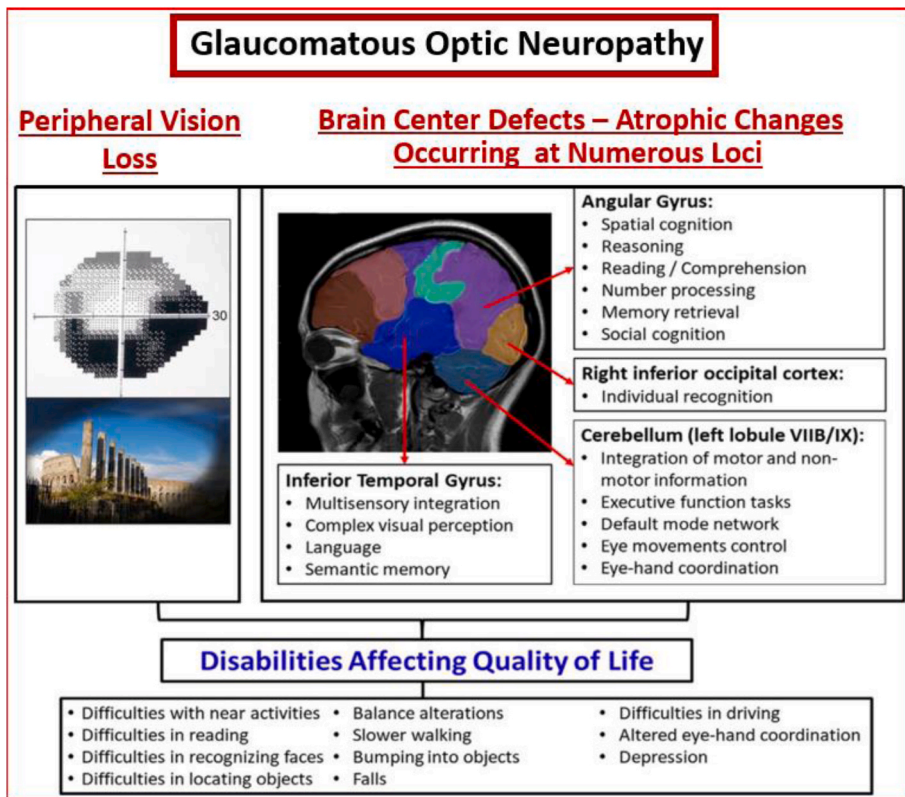 Glaucomatous Optic Neuropathy
Peripheral Vision
Loss
Brain Center Defects – Atrophic Changes
Occurring at Numerous Loci
30
Angular Gyrus:
• Spatial cognition
• Reasoning
• Reading / Comprehension
• Number processing
• Memory retrieval
• Social cognition
Right inferior occipital cortex:
• Individual recognition
Cerebellum (left lobule VIIB/IX):
• Integration of motor and non-
motor information
• Executive function tasks
• Default mode network
• Eye movements control
• Eye-hand coordination
Inferior Temporal Gyrus:
• Multisensory integration
• Complex visual perception
• Language
• Semantic memory
Disabilities Affecting Quality of Life
• Difficulties with near activities
• Difficulties in reading
• Difficulties in recognizing faces
• Difficulties in locating objects
• Balance alterations
• Slower walking
• Bumping into objects
• Falls
• Difficulties in driving
• Altered eye-hand coordination
• Depression